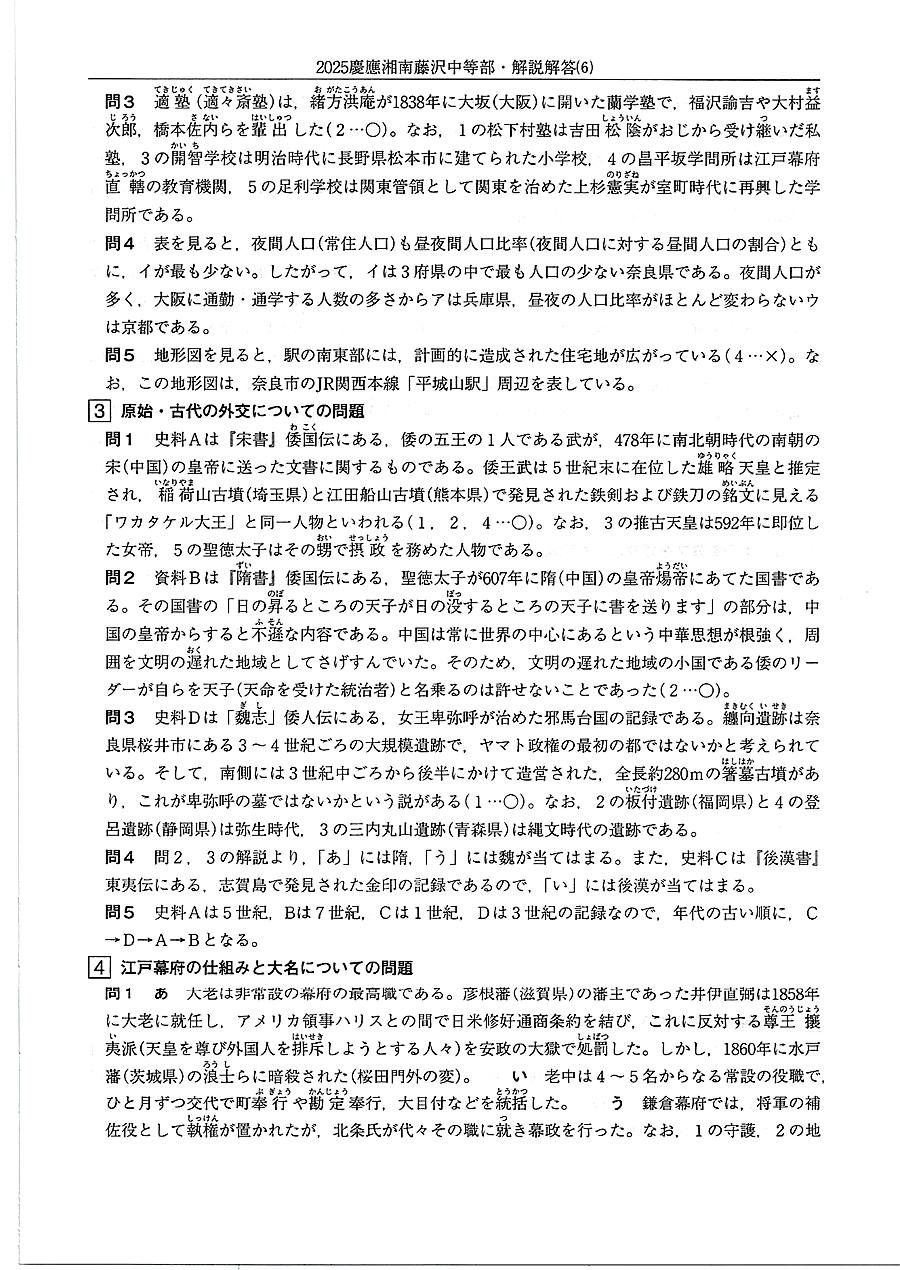 2025慶應湘南藤沢中等部・解説解答(6)
問3 適塾(適々斎塾)は，緒方洪庵が1838年に大坂(大阪)に開いた蘭学塾で，福沢諭吉や大村益
次郎，橋本佐内らを輩出した(2…○)。なお，1の松下村塾は吉田松陰がおじから受け継いだ私
塾，3の開智学校は明治時代に長野県松本市に建てられた小学校，4の昌平坂学問所は江戸幕府
直轄の教育機関，5の足利学校は関東管領として関東を治めた上杉憲実が室町時代に再興した学
問所である。
問4 表を見ると，夜間人口(常住人口)も昼夜間人口比率(夜間人口に対する昼間人口の割合)とも
に，イが最も少ない。したがって，イは3府県の中で最も人口の少ない奈良県である。夜間人口が
多く，大阪に通勤・通学する人数の多さからアは兵庫県，昼夜の人口比率がほとんど変わらないウ
は京都である。
問5 地形図を見ると，駅の南東部には，計画的に造成された住宅地が広がっている(4…×)。な
お，この地形図は，奈良市のJR関西本線「平城山駅」周辺を表している。
3 原始・古代の外交についての問題
問1 史料Aは『宋書』倭国伝にある，倭の五王の1人である武が，478年に南北朝時代の南朝の
宋(中国)の皇帝に送った文書に関するものである。倭王武は5世紀末に在位した雄略天皇と推定
され，稲荷山古墳(埼玉県)と江田船山古墳(熊本県)で発見された鉄剣および鉄刀の銘文に見える
「ワカタケル大王」と同一人物といわれる(1，2，4…○)。なお，3の推古天皇は592年に即位し
た女帝，5の聖徳太子はその甥で摂政を務めた人物である。
問2 資料Bは『隋書』倭国伝にある，聖徳太子が607年に隋(中国)の皇帝煬帝にあてた国書であ
る。その国書の「日の昇るところの天子が日の没するところの天子に書を送ります」の部分は，中
国の皇帝からすると不遜な内容である。中国は常に世界の中心にあるという中華思想が根強く，周
囲を文明の遅れた地域としてさげすんでいた。そのため，文明の遅れた地域の小国である倭のリー
ダーが自らを天子(天命を受けた統治者)と名乗るのは許せないことであった(2…○)。
問3 史料Dは「魏志」倭人伝にある，女王卑弥呼が治めた邪馬台国の記録である。纏向遺跡は奈
良県桜井市にある3～4世紀ごろの大規模遺跡で，ヤマト政権の最初の都ではないかと考えられて
いる。そして，南側には3世紀中ごろから後半にかけて造営された，全長約280mの箸墓古墳があ
り，これが卑弥呼の墓ではないかという説がある(1…○)。なお，2の板付遺跡(福岡県)と4の登
呂遺跡(静岡県)は弥生時代，3の三内丸山遺跡(青森県)は縄文時代の遺跡である。
問4 問2，3の解説より，「あ」には隋，「う」には魏が当てはまる。また，史料Cは『後漢書』
東夷伝にある，志賀島で発見された金印の記録であるので，「い」には後漢が当てはまる。
問5 史料Aは5世紀，Bは7世紀，Cは1世紀，Dは3世紀の記録なので，年代の古い順に，C
→D→A→Bとなる。
4 江戸幕府の仕組みと大名についての問題
問1 あ 大老は非常設の幕府の最高職である。彦根藩(滋賀県)の藩主であった井伊直弼は1858年
に大老に就任し，アメリカ領事ハリスとの間で日米修好通商条約を結び，これに反対する尊王攘
夷派(天皇を尊び外国人を排斥しようとする人々)を安政の大獄で処罰した。しかし，1860年に水戸
藩(茨城県)の浪士らに暗殺された(桜田門外の変)。 い 老中は4～5名からなる常設の役職で，
ひと月ずつ交代で町奉行や勘定奉行，大目付などを統括した。 う 鎌倉幕府では，将軍の補
佐役として執権が置かれたが，北条氏が代々その職に就き幕政を行った。なお，1の守護，2の地